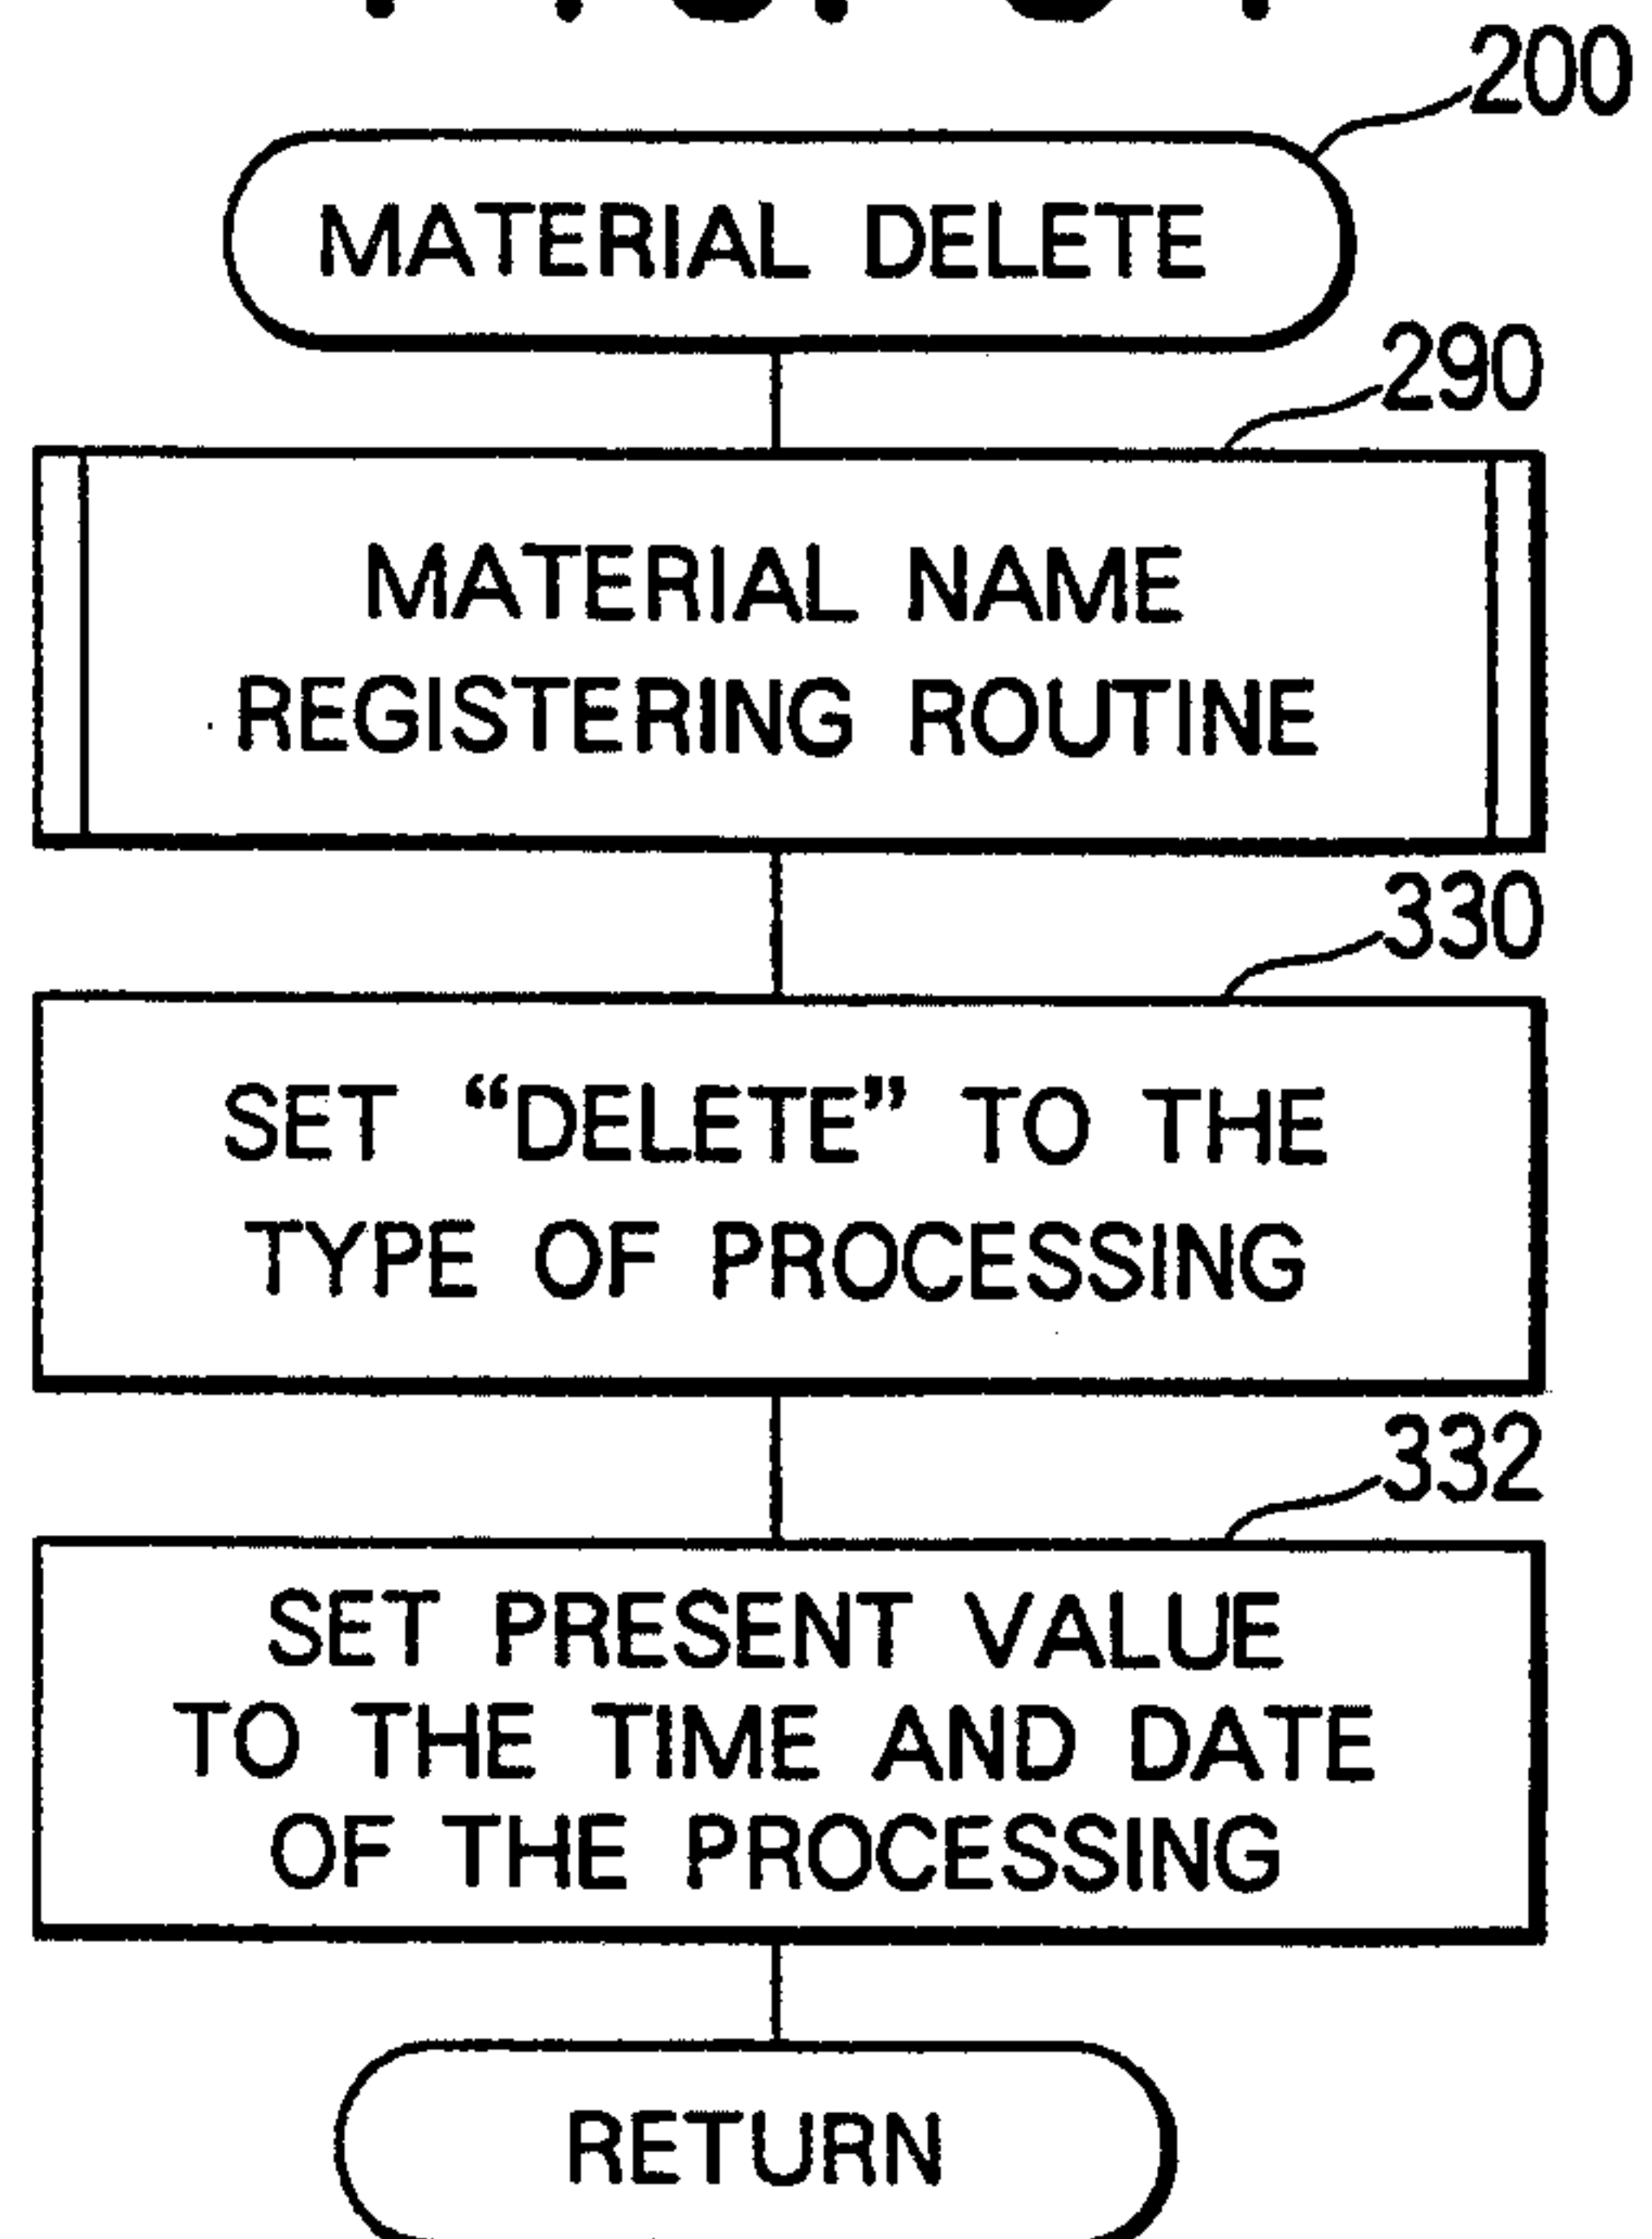 200
MATERIAL DELETE
290
MATERIAL NAME
REGISTERING ROUTINE
330
SET “DELETE” TO THE
TYPE OF PROCESSING
332
SET PRESENT VALUE
TO THE TIME AND DATE
OF THE PROCESSING
RETURN